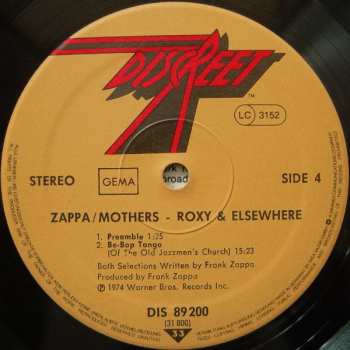 DISCREET
TM
LC 3152
STEREO
GEMA
SIDE 4
ZAPPA/MOTHERS - ROXY & ELSEWHERE
1. Preamble 1:25
2. Be-Bop Tango
(Of The Old Jazzmen's Church) 15:23
Both Selections Written by Frank Zappa
Produced by Frank Zappa
℗ 1974 Warner Bros. Records Inc.
DIS 89200
(31 800)
33